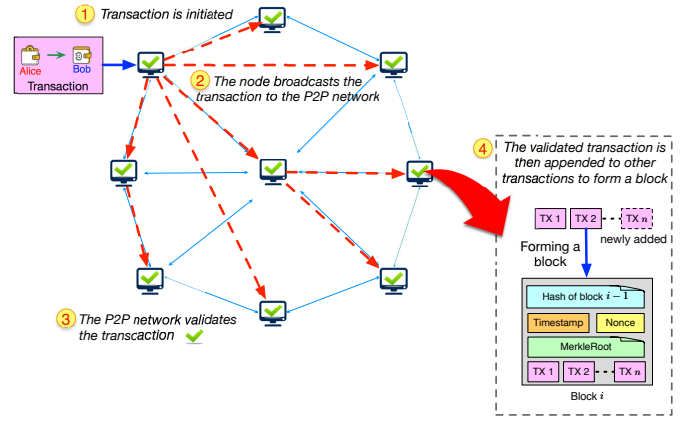 1 Transaction is initiated
Alice Bob
Transaction
2 The node broadcasts the
transaction to the P2P network
3 The P2P network validates
the transcaction
4 The validated transaction is
then appended to other
transactions to form a block
TX 1 TX 2 TX n
newly added
Forming a
block
Hash of block i − 1
Timestamp Nonce
MerkleRoot
TX 1 TX 2 TX n
Block i